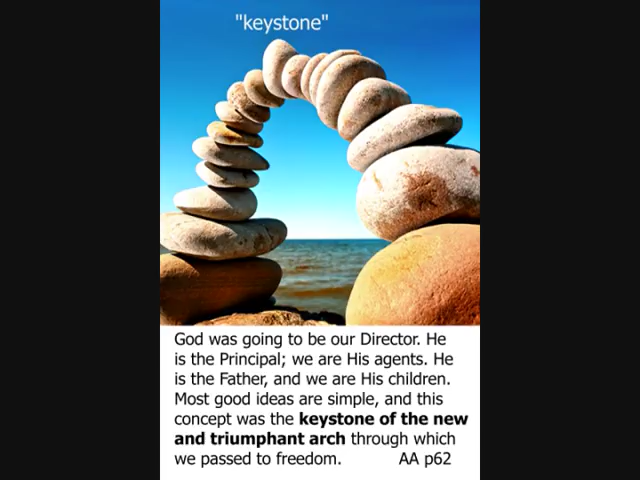 "keystone"
God was going to be our Director. He
is the Principal; we are His agents. He
is the Father, and we are His children.
Most good ideas are simple, and this
concept was the keystone of the new
and triumphant arch through which
we passed to freedom. AA p62